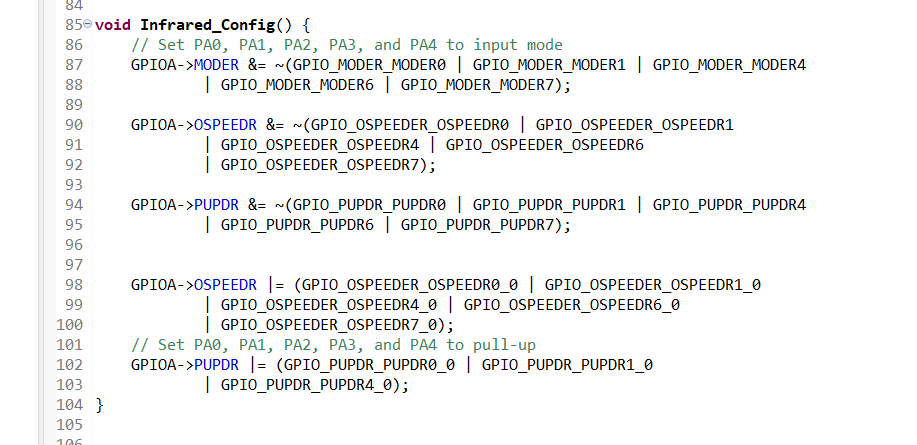 84
85 void Infrared_Config() {
86 // Set PA0, PA1, PA2, PA3, and PA4 to input mode
87 GPIOA->MODER &= ~(GPIO_MODER_MODER0 | GPIO_MODER_MODER1 | GPIO_MODER_MODER4
88 | GPIO_MODER_MODER6 | GPIO_MODER_MODER7);
89
90 GPIOA->OSPEEDR &= ~(GPIO_OSPEEDER_OSPEEDR0 | GPIO_OSPEEDER_OSPEEDR1
91 | GPIO_OSPEEDER_OSPEEDR4 | GPIO_OSPEEDER_OSPEEDR6
92 | GPIO_OSPEEDER_OSPEEDR7);
93
94 GPIOA->PUPDR &= ~(GPIO_PUPDR_PUPDR0 | GPIO_PUPDR_PUPDR1 | GPIO_PUPDR_PUPDR4
95 | GPIO_PUPDR_PUPDR6 | GPIO_PUPDR_PUPDR7);
96
97
98 GPIOA->OSPEEDR |= (GPIO_OSPEEDER_OSPEEDR0_0 | GPIO_OSPEEDER_OSPEEDR1_0
99 | GPIO_OSPEEDER_OSPEEDR4_0 | GPIO_OSPEEDER_OSPEEDR6_0
100 | GPIO_OSPEEDER_OSPEEDR7_0);
101 // Set PA0, PA1, PA2, PA3, and PA4 to pull-up
102 GPIOA->PUPDR |= (GPIO_PUPDR_PUPDR0_0 | GPIO_PUPDR_PUPDR1_0
103 | GPIO_PUPDR_PUPDR4_0);
104 }
105
106